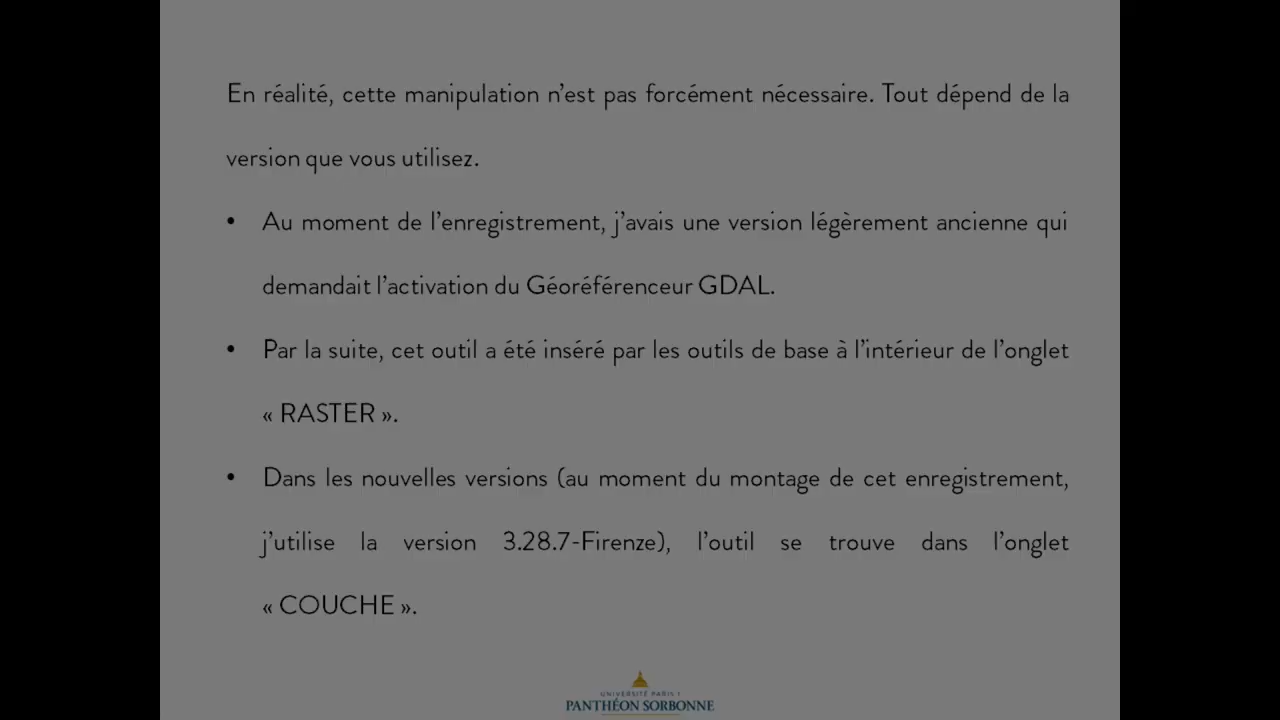 En réalité, cette manipulation n'est pas forcément nécessaire. Tout dépend de la
version que vous utilisez.
• Au moment de l'enregistrement, j'avais une version légèrement ancienne qui
demandait l'activation du Géoréférenceur GDAL.
• Par la suite, cet outil a été inséré par les outils de base à l'intérieur de l'onglet
« RASTER ».
• Dans les nouvelles versions (au moment du montage de cet enregistrement,
j'utilise la version 3.28.7-Firenze), l'outil se trouve dans l'onglet
« COUCHE ».
UNIVERSITÉ PARIS 1
PANTHÉON SORBONNE